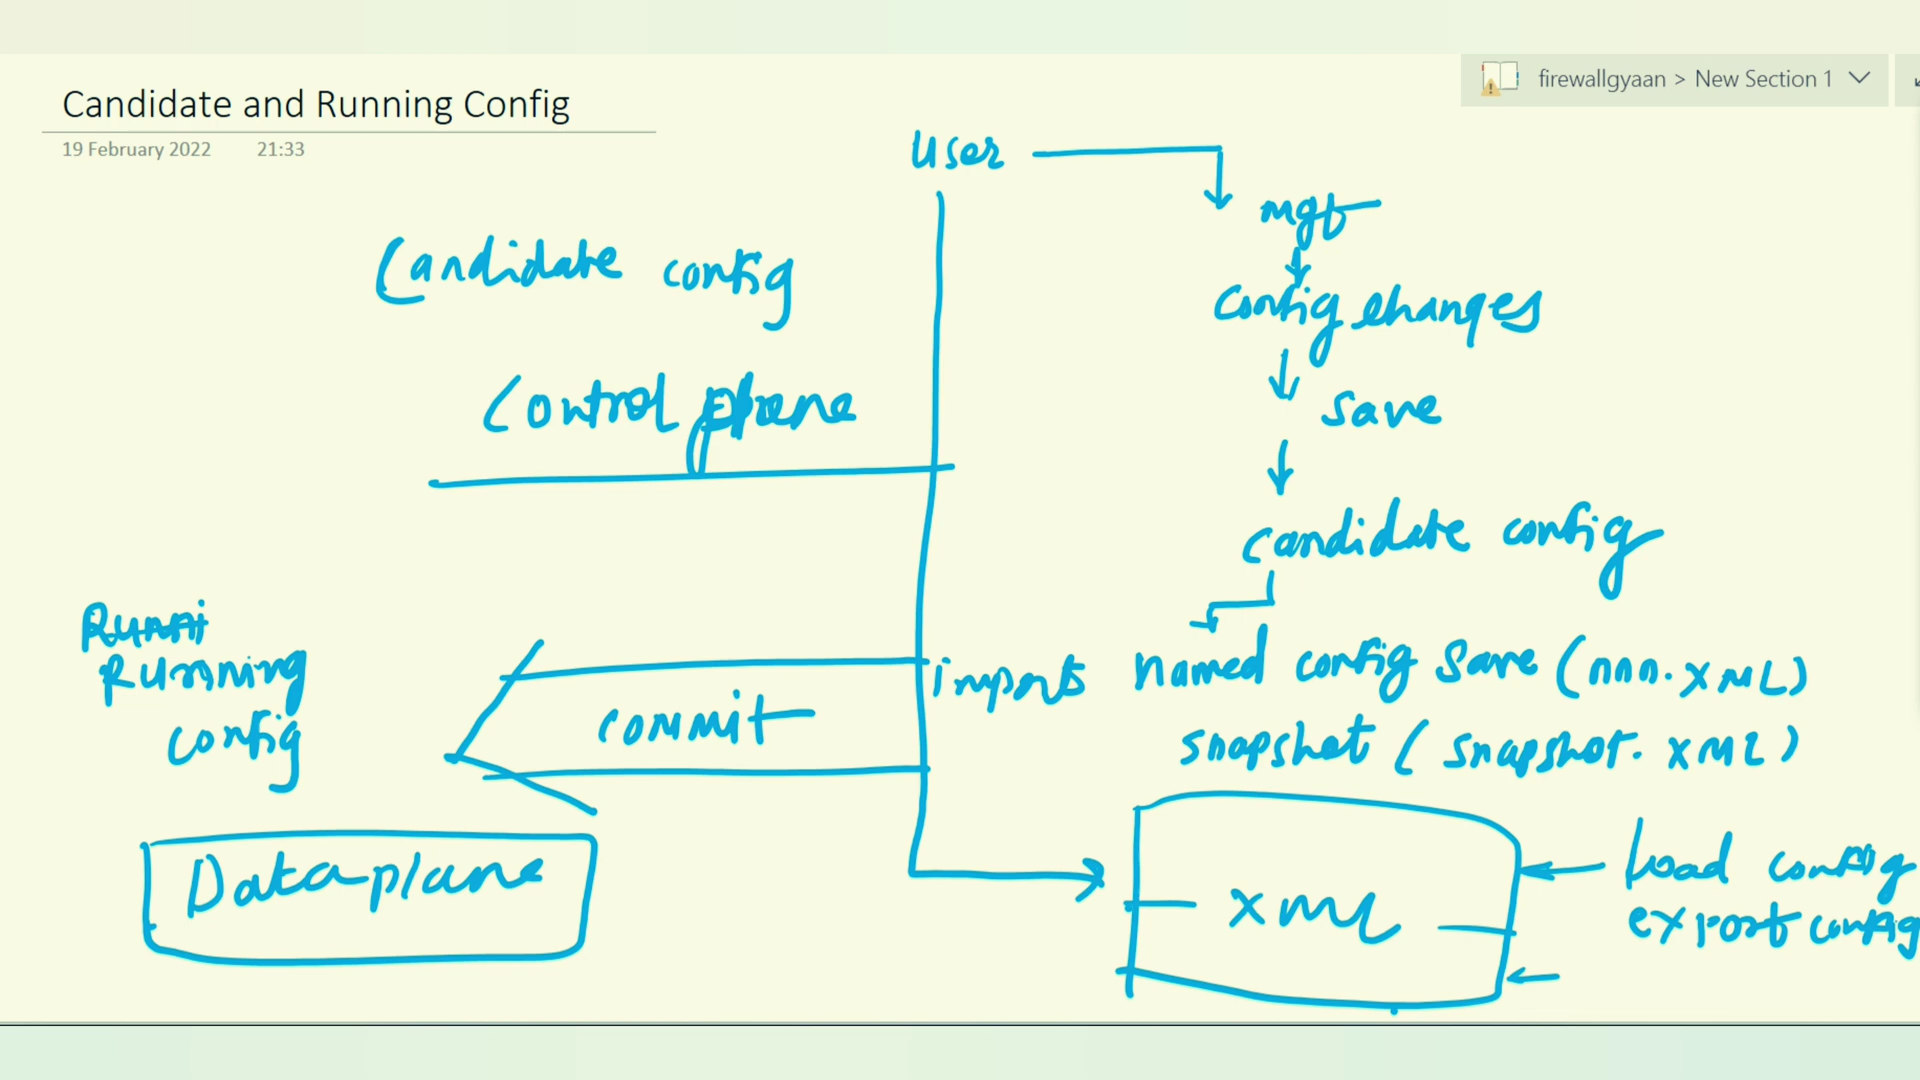 firewallgyaan > New Section 1
Candidate and Running Config
19 February 2022 21:33
User
mgt
Candidate config
Config changes
Control plane
Save
Candidate config
Runni
Running
config
commit
imports
named config save (nnn.XML)
snapshot ( snapshot.XML)
Dataplane
XML
load config
export config